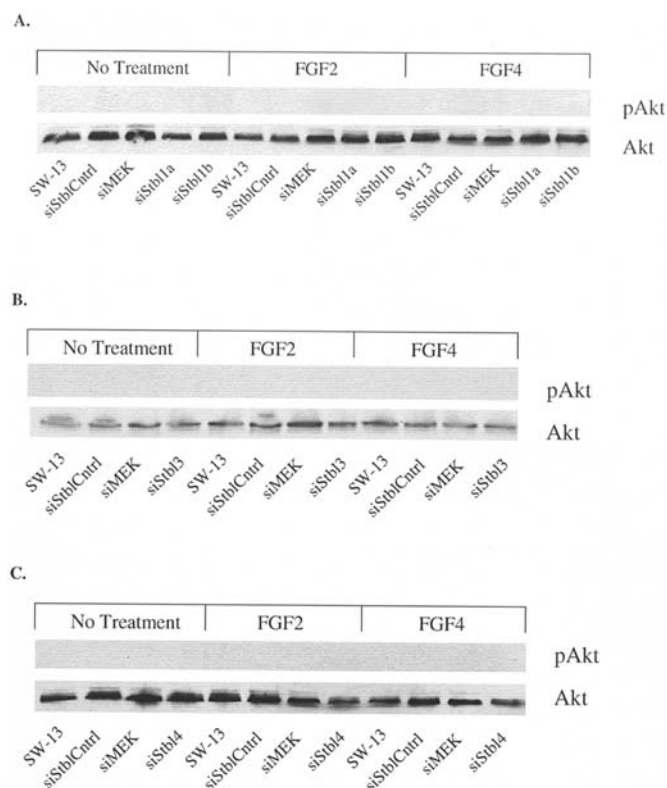 A.
No Treatment FGF2 FGF4
pAkt
Akt
SW-13 siStblCntrl siMEK siStbl1a siStbl1b SW-13 siStblCntrl siMEK siStbl1a siStbl1b SW-13 siStblCntrl siMEK siStbl1a siStbl1b
B.
No Treatment FGF2 FGF4
pAkt
Akt
SW-13 siStblCntrl siMEK siStbl3 SW-13 siStblCntrl siMEK siStbl3 SW-13 siStblCntrl siMEK siStbl3
C.
No Treatment FGF2 FGF4
pAkt
Akt
SW-13 siStblCntrl siMEK siStbl4 SW-13 siStblCntrl siMEK siStbl4 SW-13 siStblCntrl siMEK siStbl4